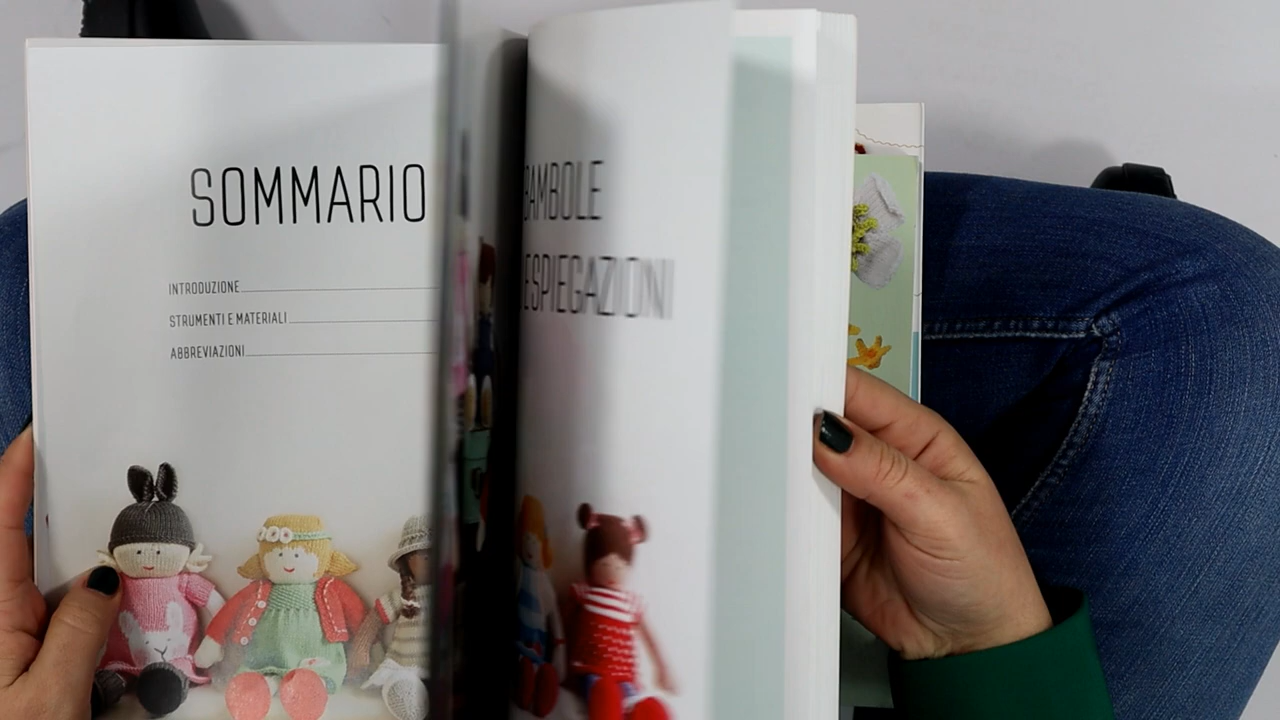 SOMMARIO
INTRODUZIONE
STRUMENTI E MATERIALI
ABBREVIAZIONI
BAMBOLE
E SPIEGAZIONI